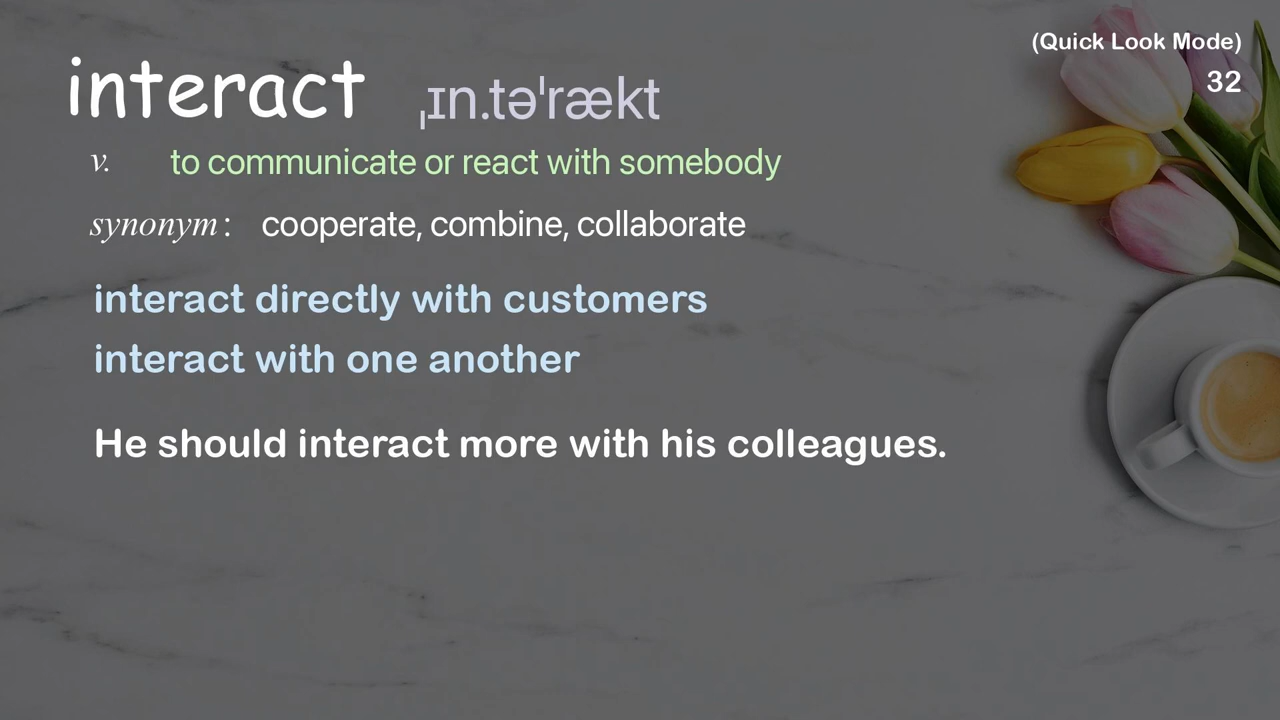 (Quick Look Mode)
32
interact ˌɪn.təˈrækt
v. to communicate or react with somebody
synonym: cooperate, combine, collaborate
interact directly with customers
interact with one another
He should interact more with his colleagues.